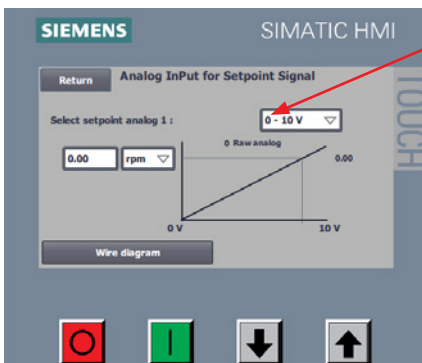 SIEMENS SIMATIC HMI
TOUCH
Return Analog InPut for Setpoint Signal
Select setpoint analog 1 : 0 - 10 V
0 Raw analog
0.00 rpm 0.00
0 V 10 V
Wire diagram